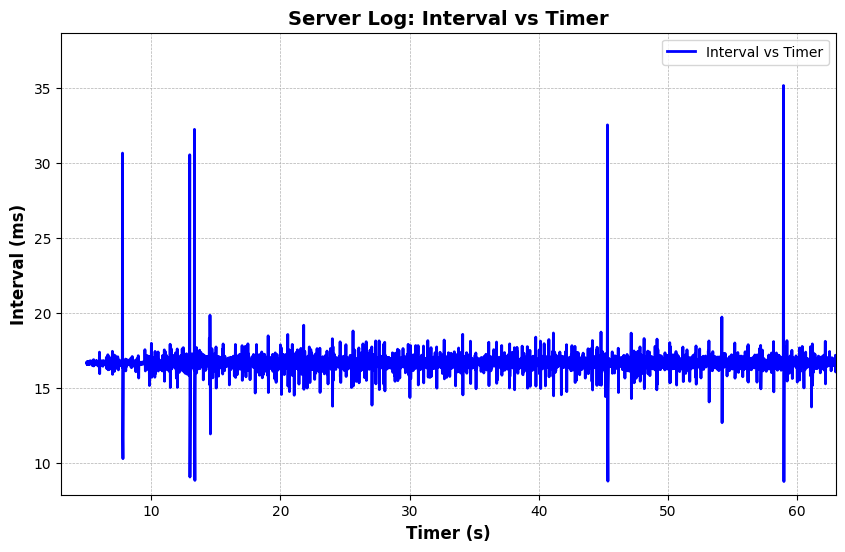 Server Log: Interval vs Timer
Interval vs Timer
Interval (ms)
35
30
25
20
15
10
10 20 30 40 50 60
Timer (s)